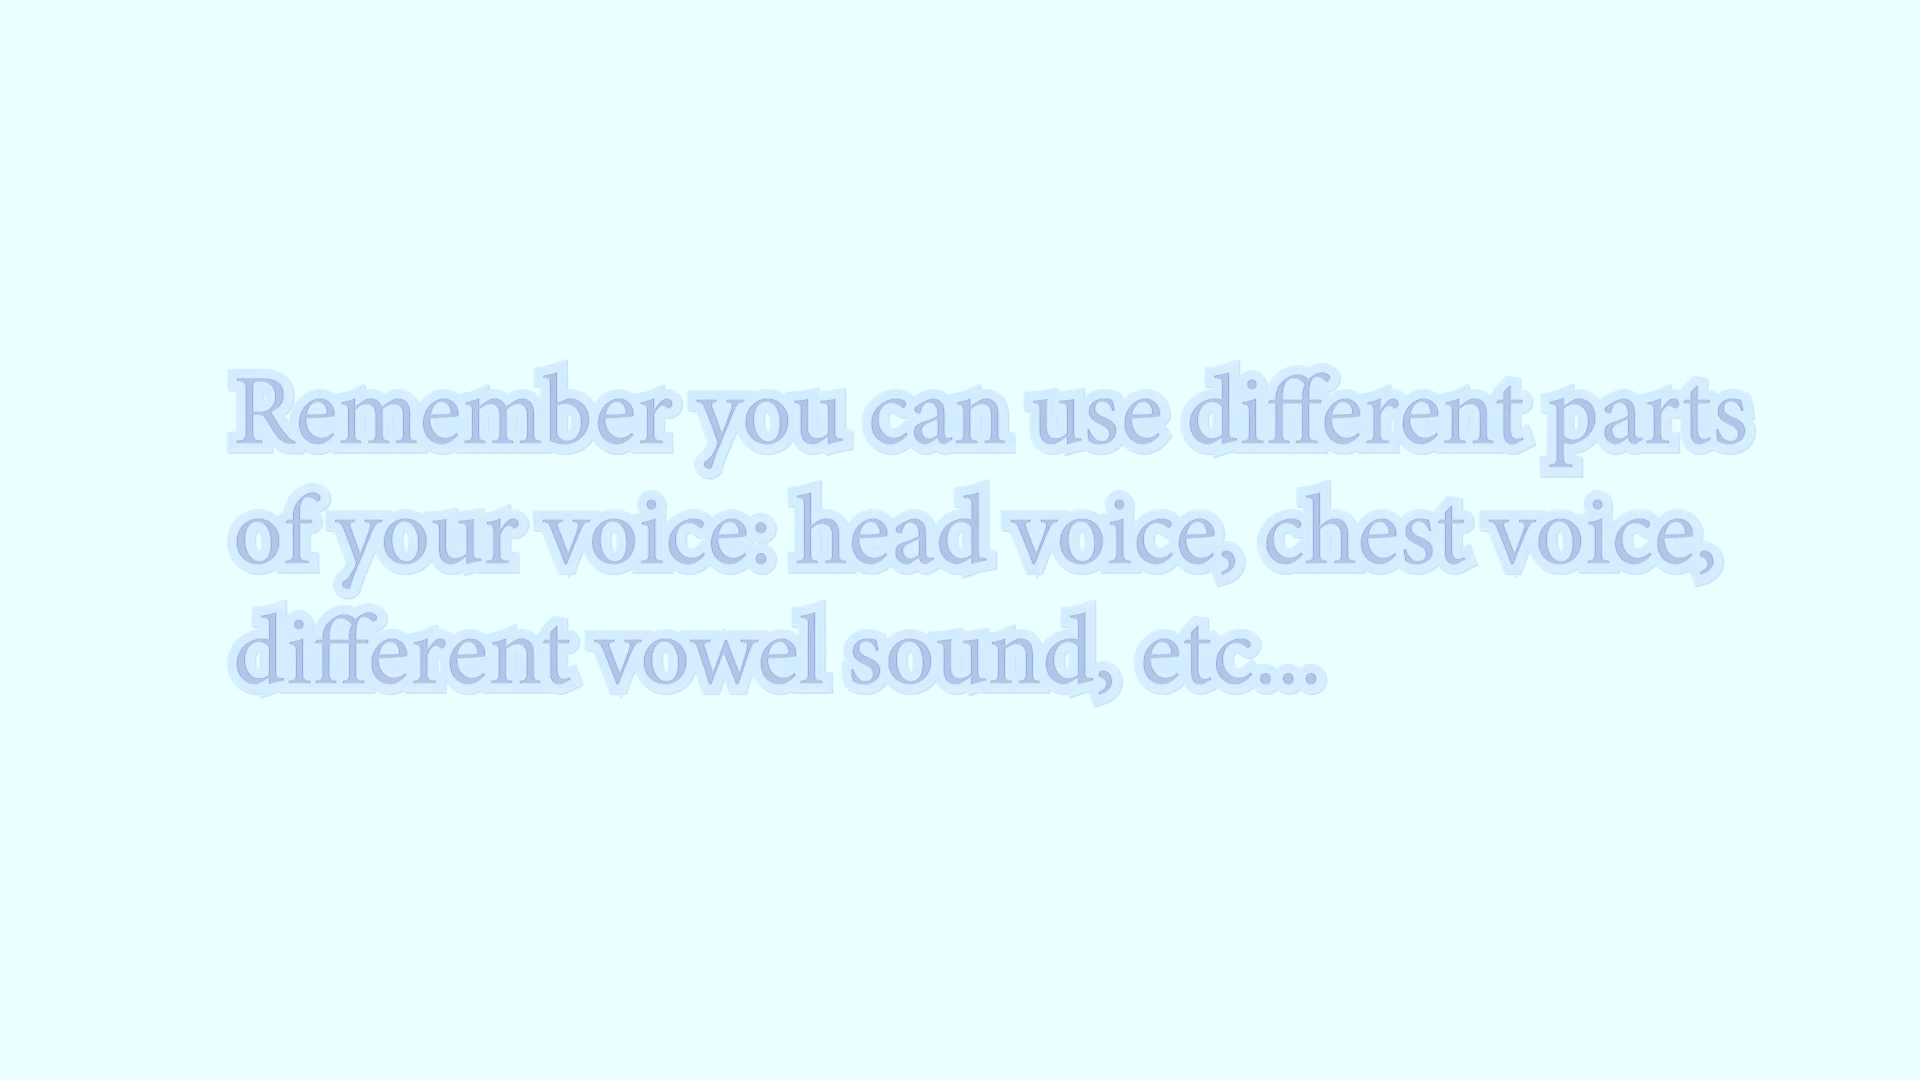 Remember you can use different parts
of your voice: head voice, chest voice,
different vowel sound, etc...